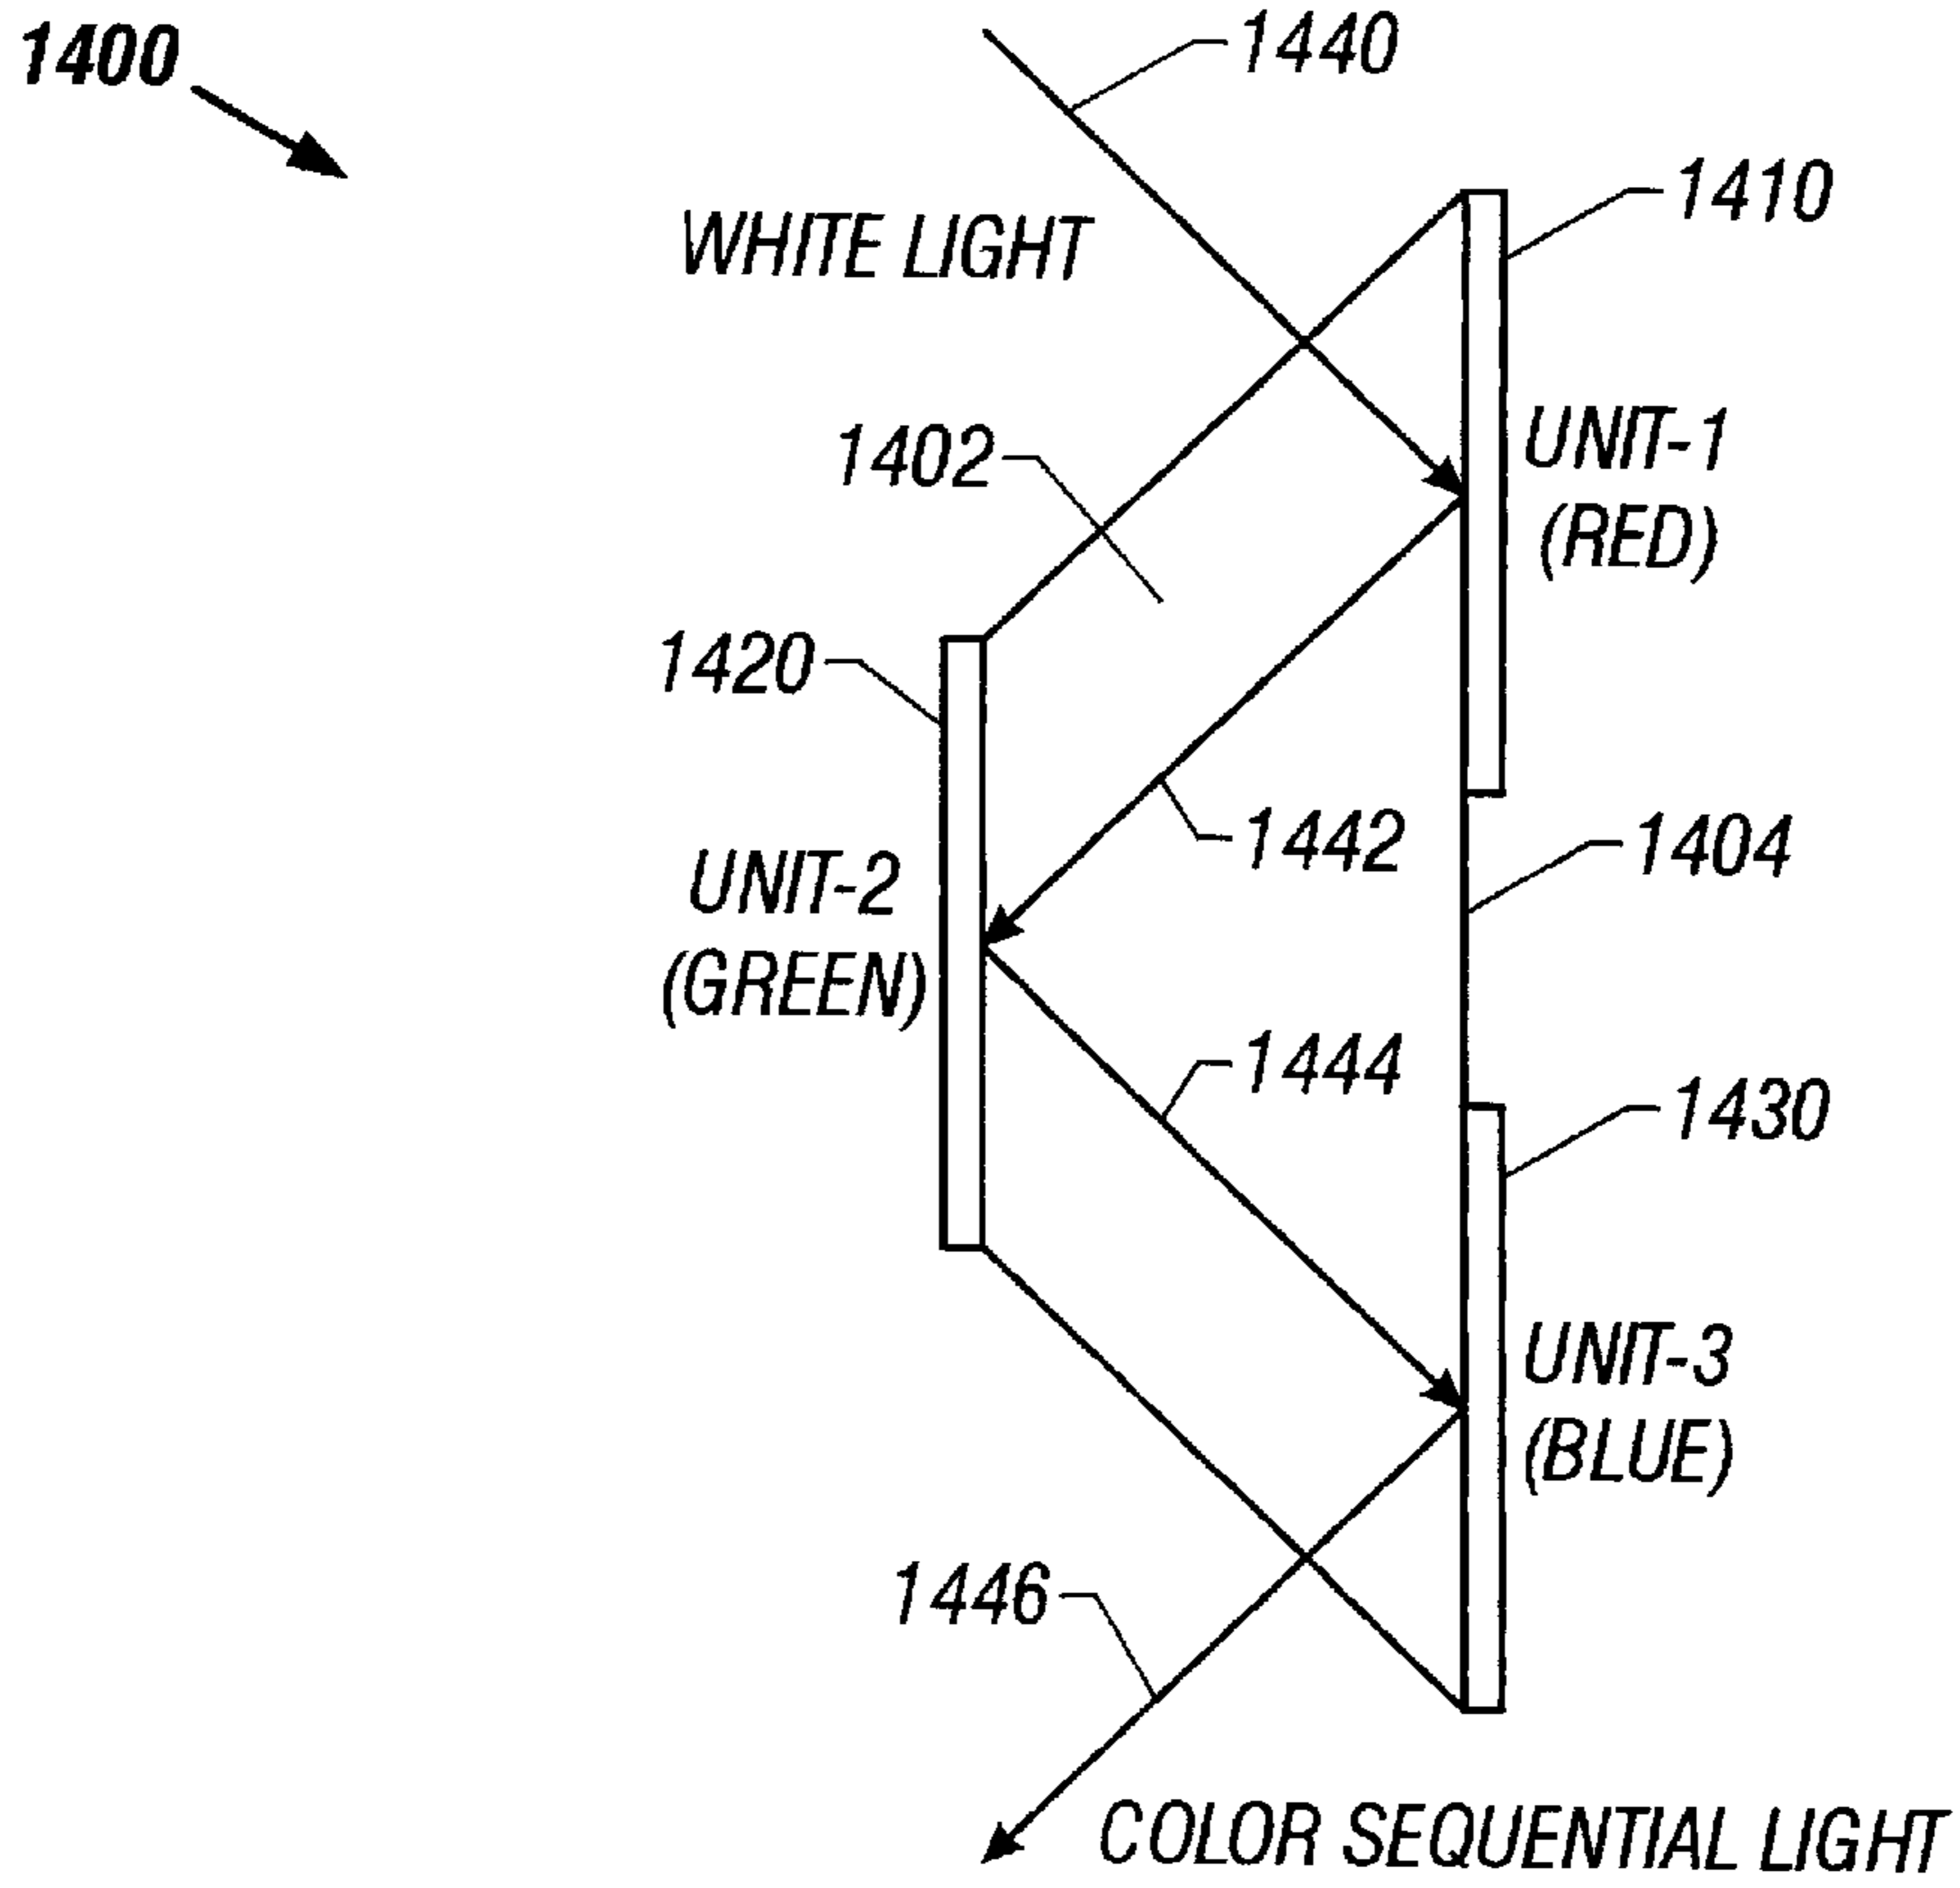 1400
1440
WHITE LIGHT
1410
1402
UNIT-1
(RED)
1420
1442
1404
UNIT-2
(GREEN)
1444
1430
UNIT-3
(BLUE)
1446
COLOR SEQUENTIAL LIGHT